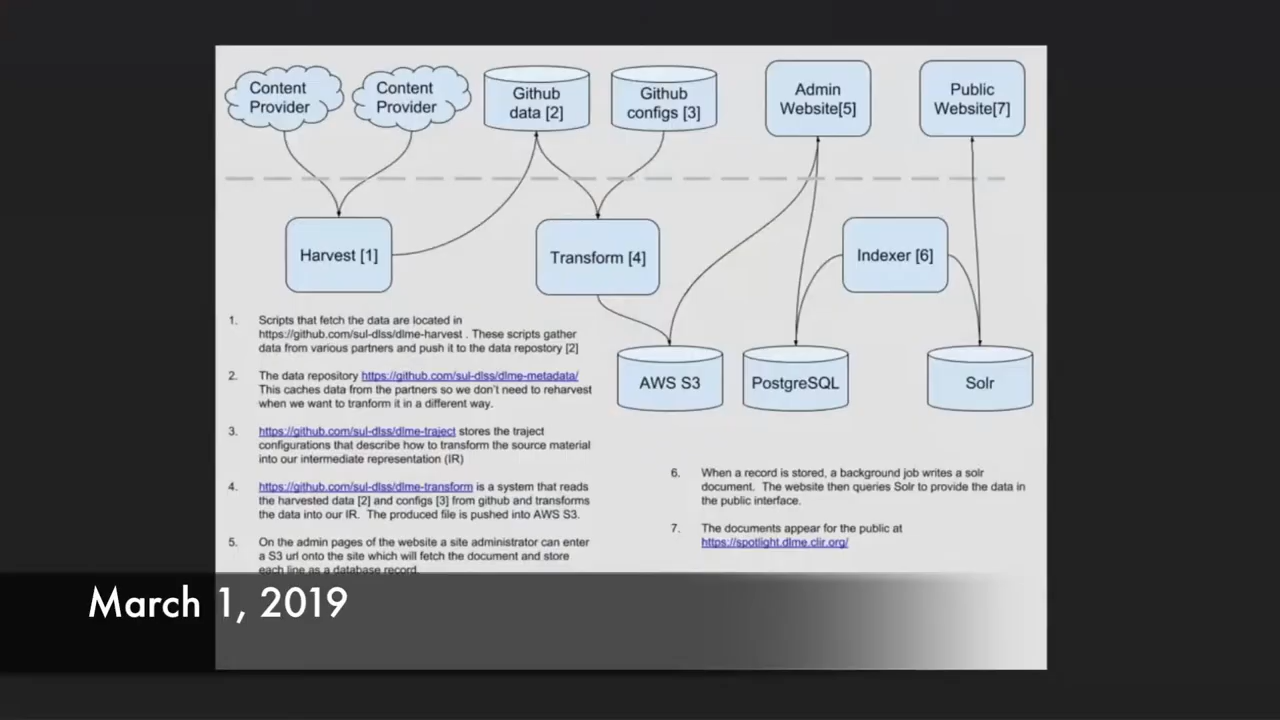 Content
Provider
Content
Provider
Github
data [2]
Github
configs [3]
Admin
Website[5]
Public
Website[7]
Harvest [1]
Transform [4]
Indexer [6]
AWS S3
PostgreSQL
Solr
1. Scripts that fetch the data are located in
https://github.com/sul-dlss/dlme-harvest . These scripts gather
data from various partners and push it to the data repostory [2]
2. The data repository https://github.com/sul-dlss/dlme-metadata/
This caches data from the partners so we don't need to reharvest
when we want to tranform it in a different way.
3. https://github.com/sul-dlss/dlme-traject stores the traject
configurations that describe how to transform the source material
into our intermediate representation (IR)
4. https://github.com/sul-dlss/dlme-transform is a system that reads
the harvested data [2] and configs [3] from github and transforms
the data into our IR. The produced file is pushed into AWS S3.
5. On the admin pages of the website a site administrator can enter
a S3 url onto the site which will fetch the document and store
each line as a database record.
6. When a record is stored, a background job writes a solr
document. The website then queries Solr to provide the data in
the public interface.
7. The documents appear for the public at
https://spotlight.dlme.clir.org/
March 1, 2019